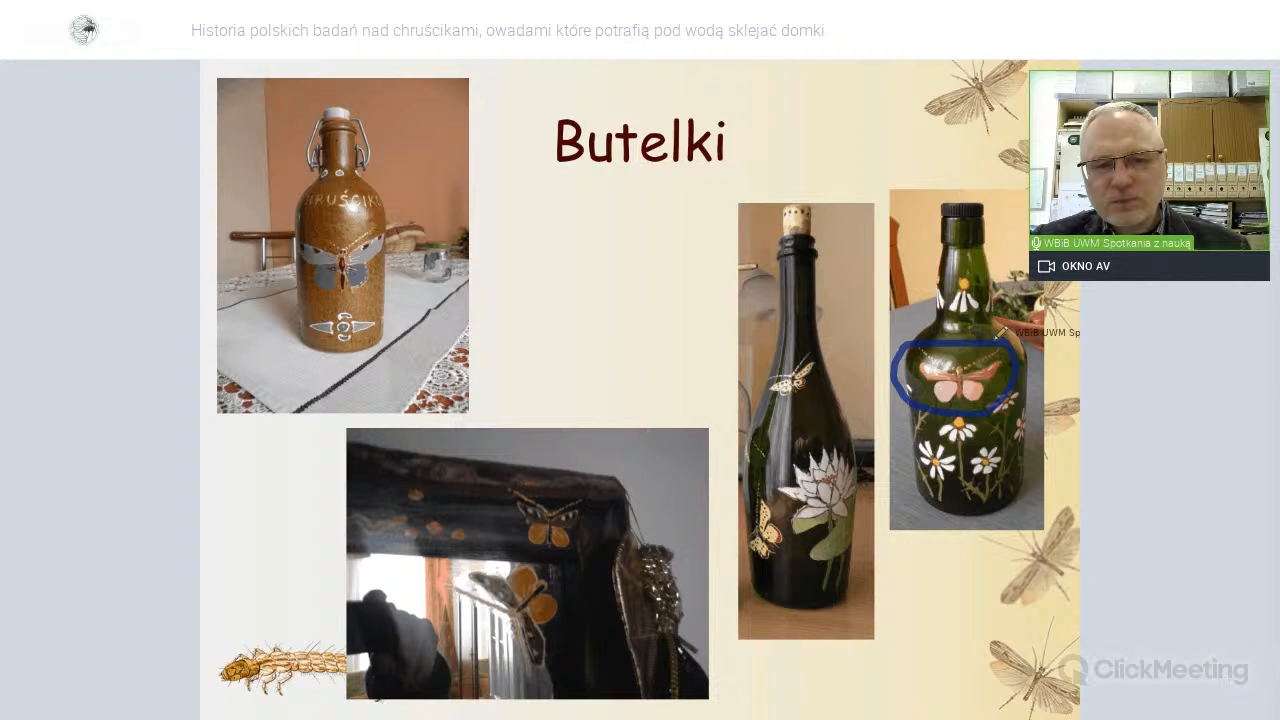 Historia polskich badań nad chruścikami, owadami które potrafią pod wodą sklejać domki
Butelki
HRUŚCIK
WBiB UWM Spotkania z nauką
OKNO AV
WBiB UWM Sp
ClickMeeting